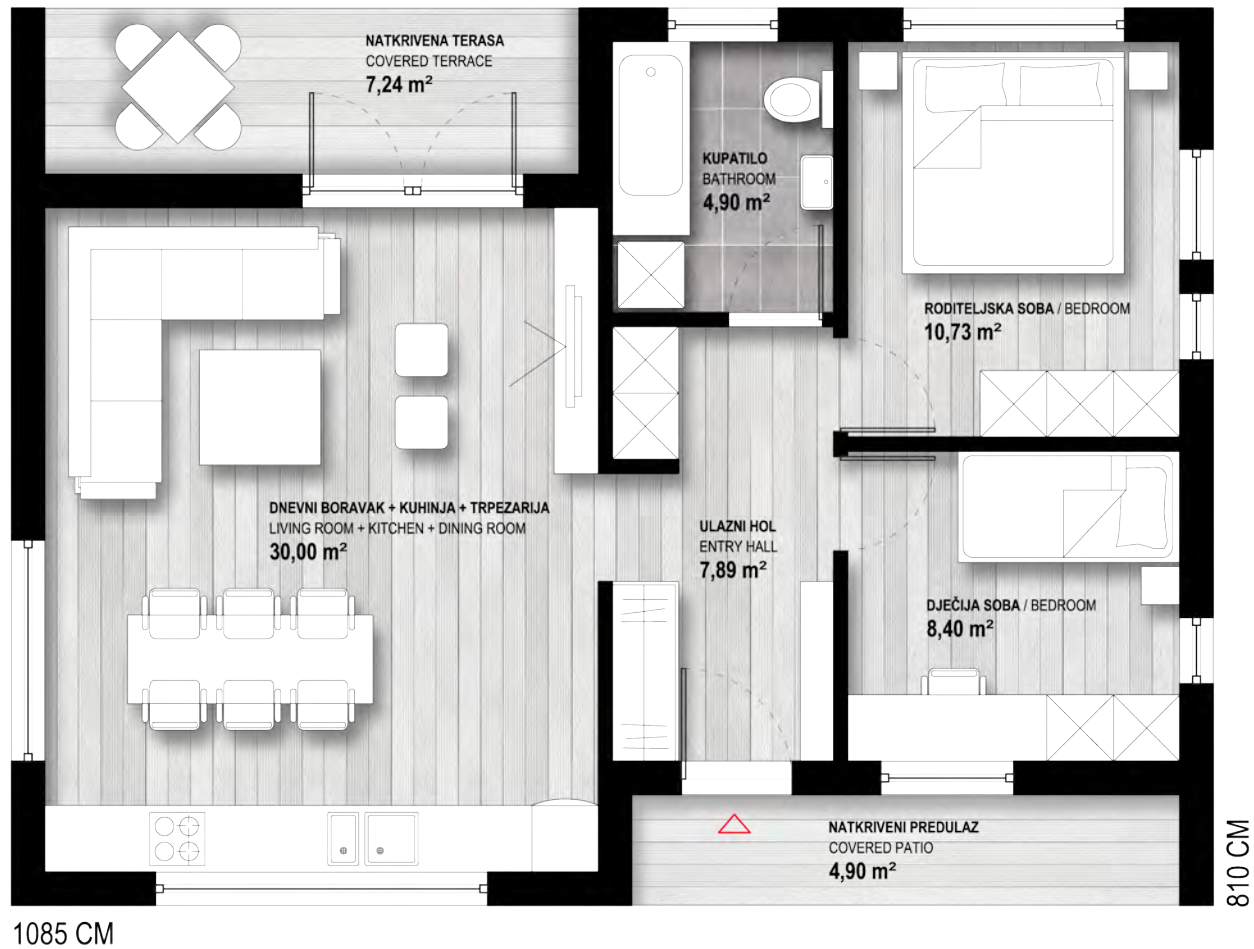 NATKRIVENA TERASA
COVERED TERRACE
7,24 m²
KUPATILO
BATHROOM
4,90 m²
RODITELJSKA SOBA / BEDROOM
10,73 m²
DNEVNI BORAVAK + KUHINJA + TRPEZARIJA
LIVING ROOM + KITCHEN + DINING ROOM
30,00 m²
ULAZNI HOL
ENTRY HALL
7,89 m²
DJEČIJA SOBA / BEDROOM
8,40 m²
NATKRIVENI PREDULAZ
COVERED PATIO
4,90 m²
810 CM
1085 CM